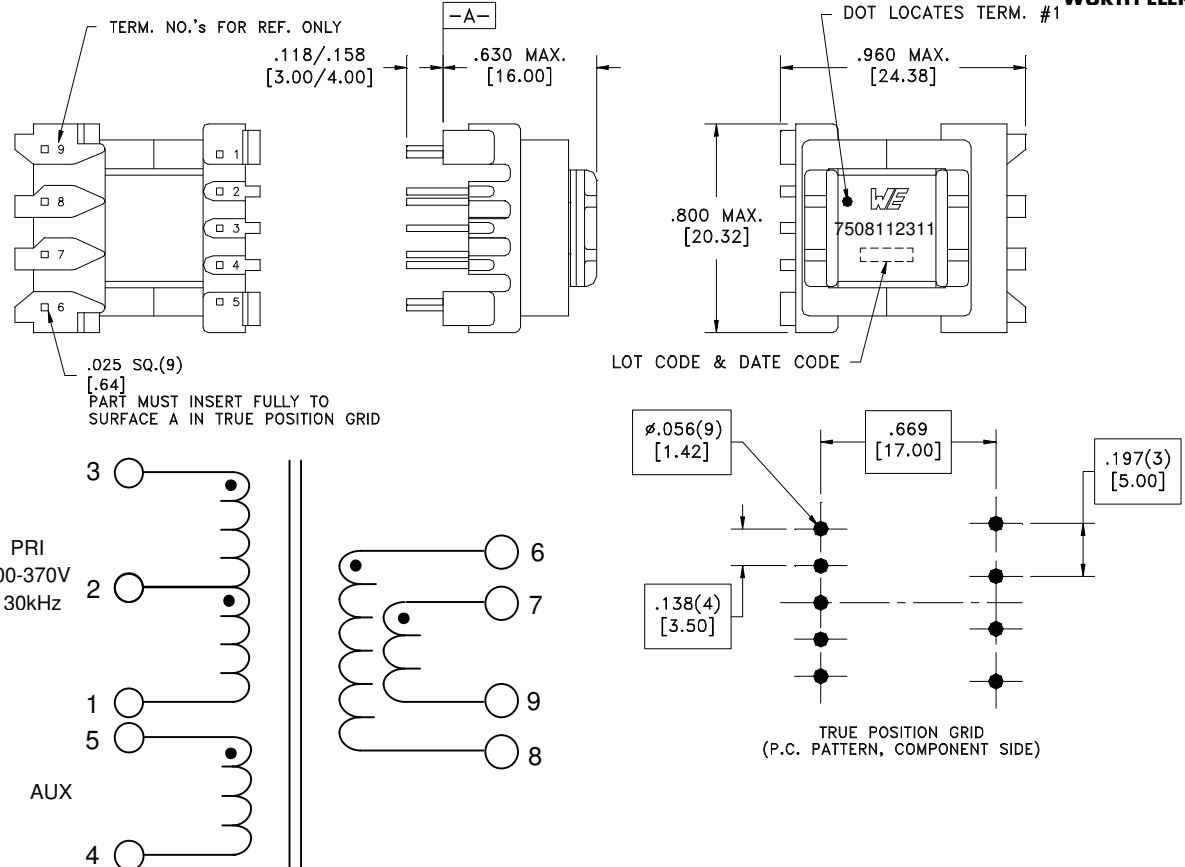 TERM. NO.'s FOR REF. ONLY
-A-
DOT LOCATES TERM. #1
.118/.158
[3.00/4.00]
.630 MAX.
[16.00]
.960 MAX.
[24.38]
9
8
7
6
1
2
3
4
5
.800 MAX.
[20.32]
WE
7508112311
LOT CODE & DATE CODE
.025 SQ.(9)
[.64]
PART MUST INSERT FULLY TO
SURFACE A IN TRUE POSITION GRID
3
PRI
00-370V
30kHz
2
1
5
AUX
4
6
7
9
8
ø.056(9)
[1.42]
.669
[17.00]
.197(3)
[5.00]
.138(4)
[3.50]
TRUE POSITION GRID
(P.C. PATTERN, COMPONENT SIDE)